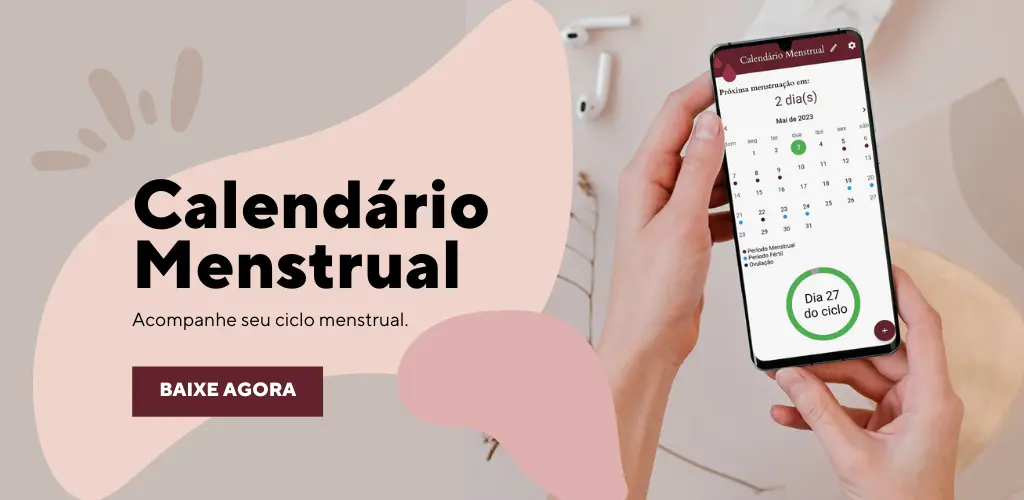 Calendário
Menstrual
Acompanhe seu ciclo menstrual.
BAIXE AGORA
Calendário Menstrual
Próxima menstruação em:
2 dia(s)
Mai de 2023
dom seg ter qua qui sex sáb
1 2 3 4 5 6
7 8 9 10 11 12 13
14 15 16 17 18 19 20
21 22 23 24 25 26 27
28 29 30 31
Período Menstrual
Período Fértil
Ovulação
Dia 27
do ciclo
+